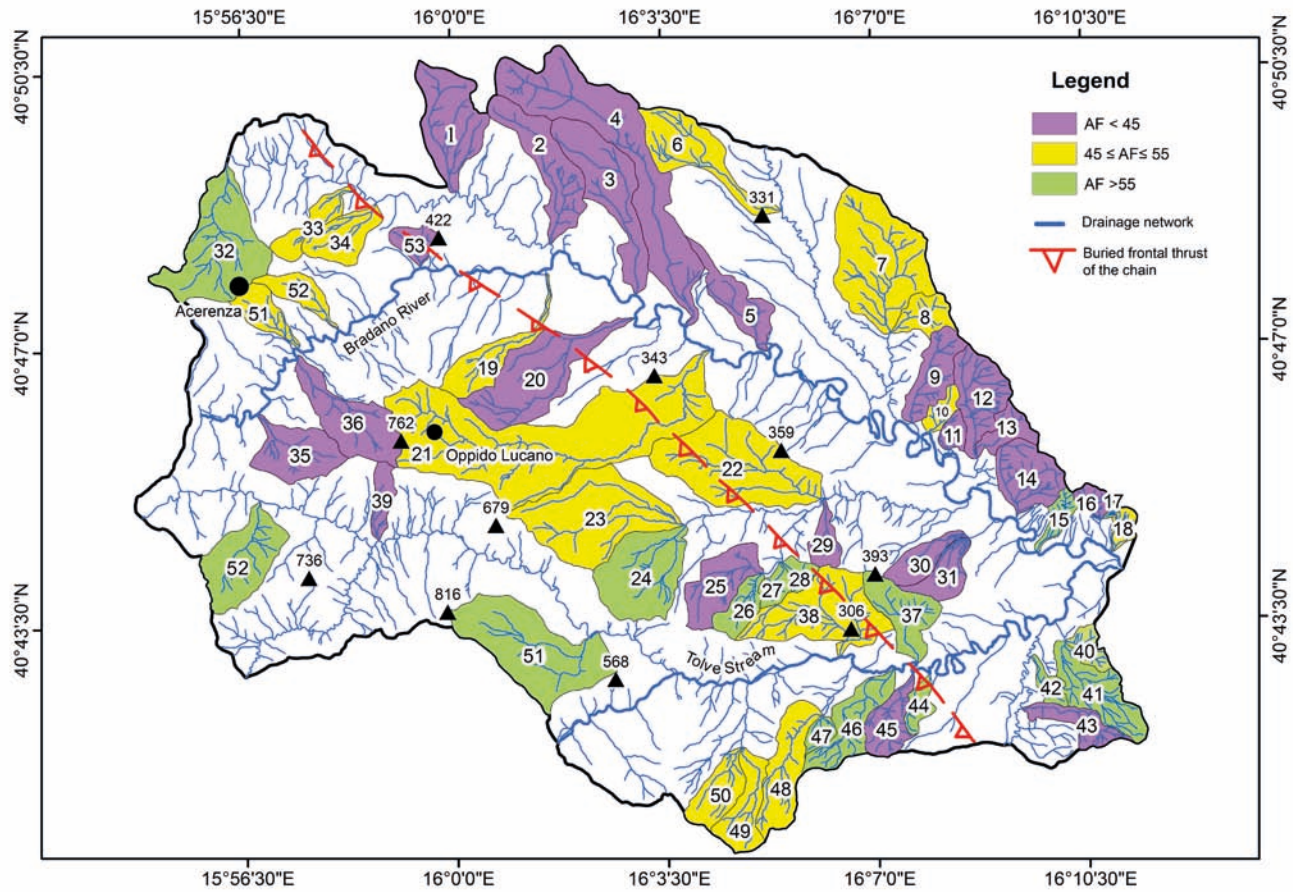 15°56'30"E 16°0'0"E 16°3'30"E 16°7'0"E 16°10'30"E
40°50'30"N 40°50'30"N
Legend
AF < 45
45 ≤ AF≤ 55
AF >55
Drainage network
Buried frontal thrust
of the chain
1 2 4 3 6
331
33 34 53 422
32 7
52 5 8
Acerenza 51
Bradano River
40°47'0"N 40°47'0"N
19 20 343
9 12 10 11 13
36 762 21 Oppido Lucano 359
35 22 14
39 679 23 16 17 15 18
29
52 736 24 25 27 28 393 30 31
816 26 38 306 37
40°43'30"N 40°43'30"N
51 568 Tolve Stream
40 42 41
44 43
47 46 45
50 48
49
15°56'30"E 16°0'0"E 16°3'30"E 16°7'0"E 16°10'30"E